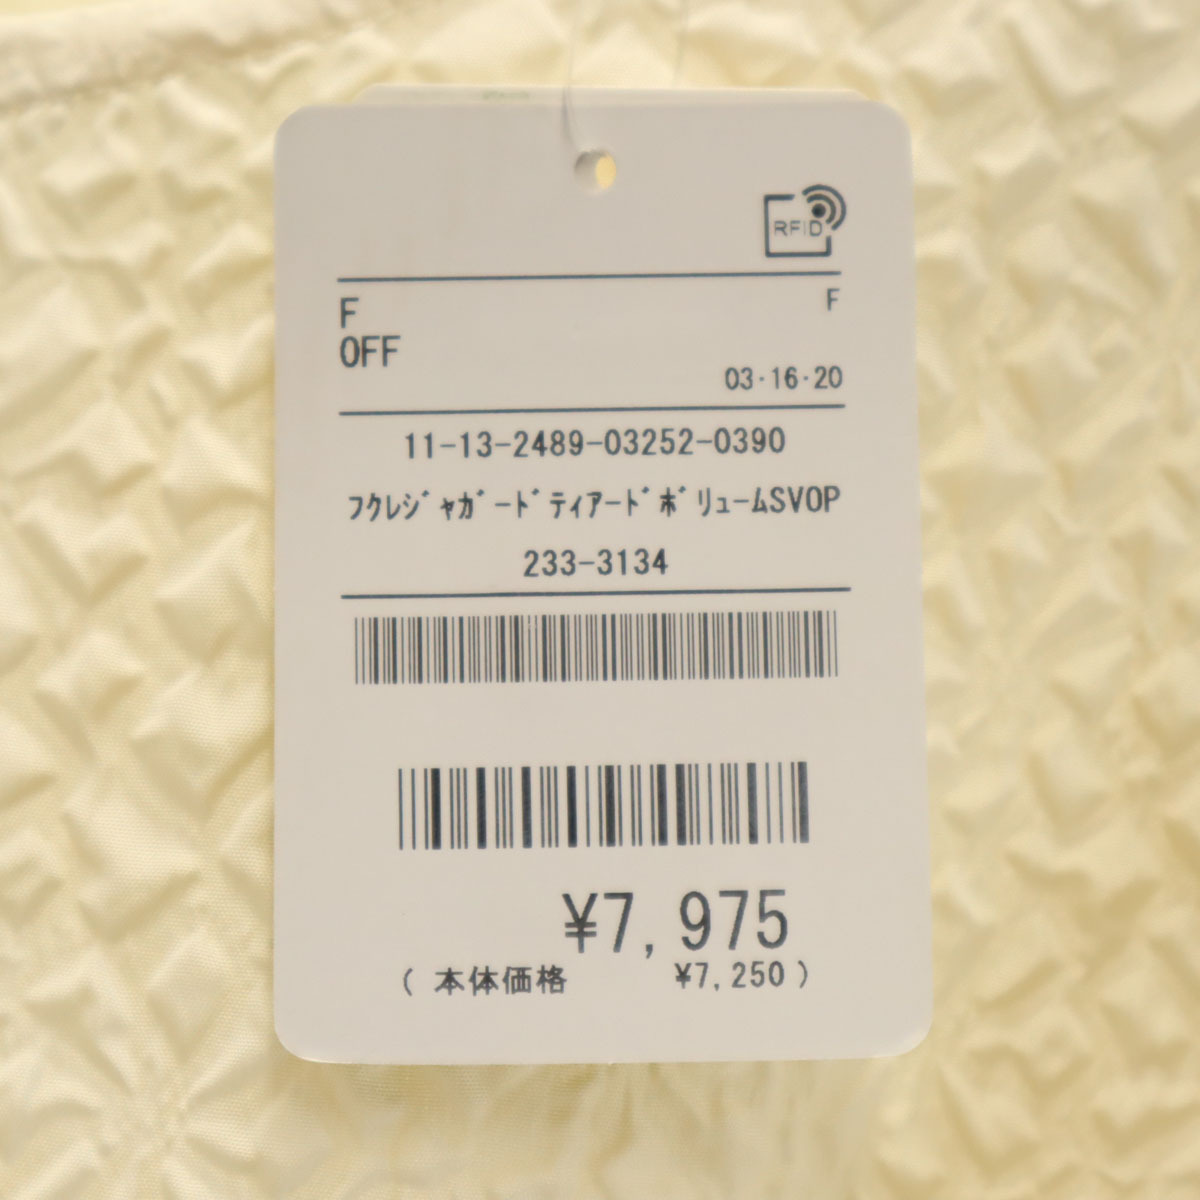 RFID
F F
OFF
03·16·20
11-13-2489-03252-0390
フクレジャガードティアードボリュームSVOP
233-3134
¥7,975
(本体価格 ¥7,250)